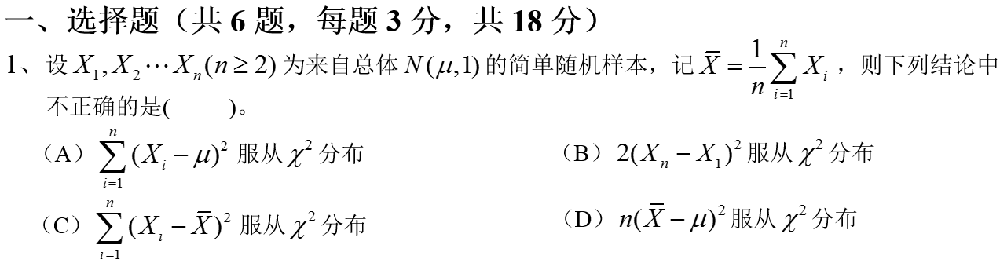 一、选择题（共 6 题，每题 3 分，共 18 分）
1、设 $X_1, X_2 \cdots X_n (n \geq 2)$ 为来自总体 $N(\mu,1)$ 的简单随机样本，记 $\overline{X} = \frac{1}{n}\sum_{i=1}^{n} X_i$，则下列结论中
不正确的是(　　)。
（A）$\sum_{i=1}^{n}(X_i - \mu)^2$ 服从 $\chi^2$ 分布　　（B）$2(X_n - X_1)^2$ 服从 $\chi^2$ 分布
（C）$\sum_{i=1}^{n}(X_i - \overline{X})^2$ 服从 $\chi^2$ 分布　　（D）$n(\overline{X} - \mu)^2$ 服从 $\chi^2$ 分布